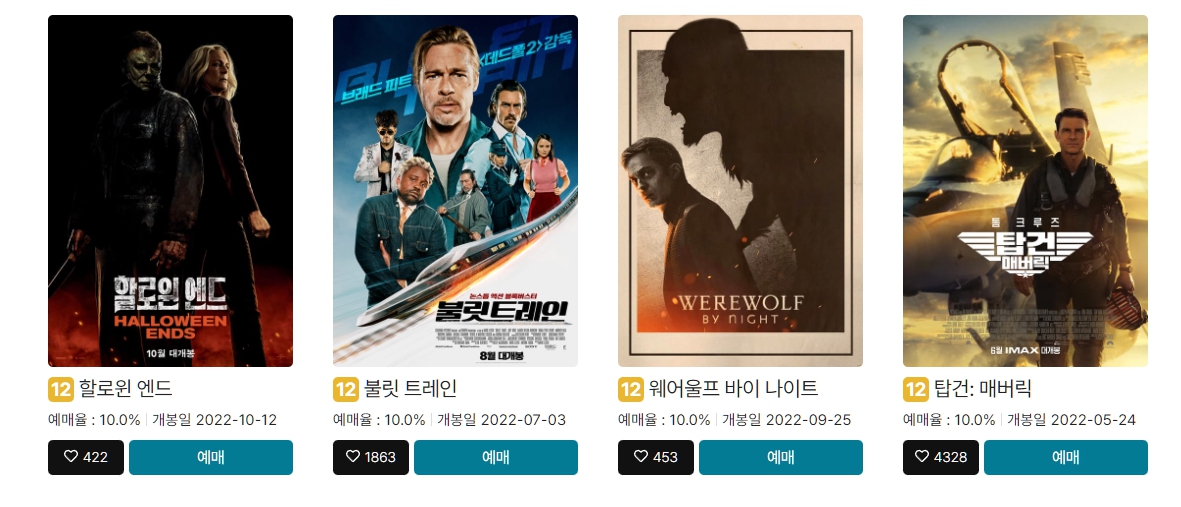 할로윈 엔드
HALLOWEEN
ENDS
10월 대개봉
브래드 피트
<데드풀 2> 감독
논스톱 액션 블록버스터
불릿 트레인
8월 대개봉
WEREWOLF
BY NIGHT
톰 크루즈
탑건
매버릭
6월 IMAX 대개봉
12 할로윈 엔드
예매율 : 10.0% | 개봉일 2022-10-12
♡ 422 예매
12 불릿 트레인
예매율 : 10.0% | 개봉일 2022-07-03
♡ 1863 예매
12 웨어울프 바이 나이트
예매율 : 10.0% | 개봉일 2022-09-25
♡ 453 예매
12 탑건: 매버릭
예매율 : 10.0% | 개봉일 2022-05-24
♡ 4328 예매